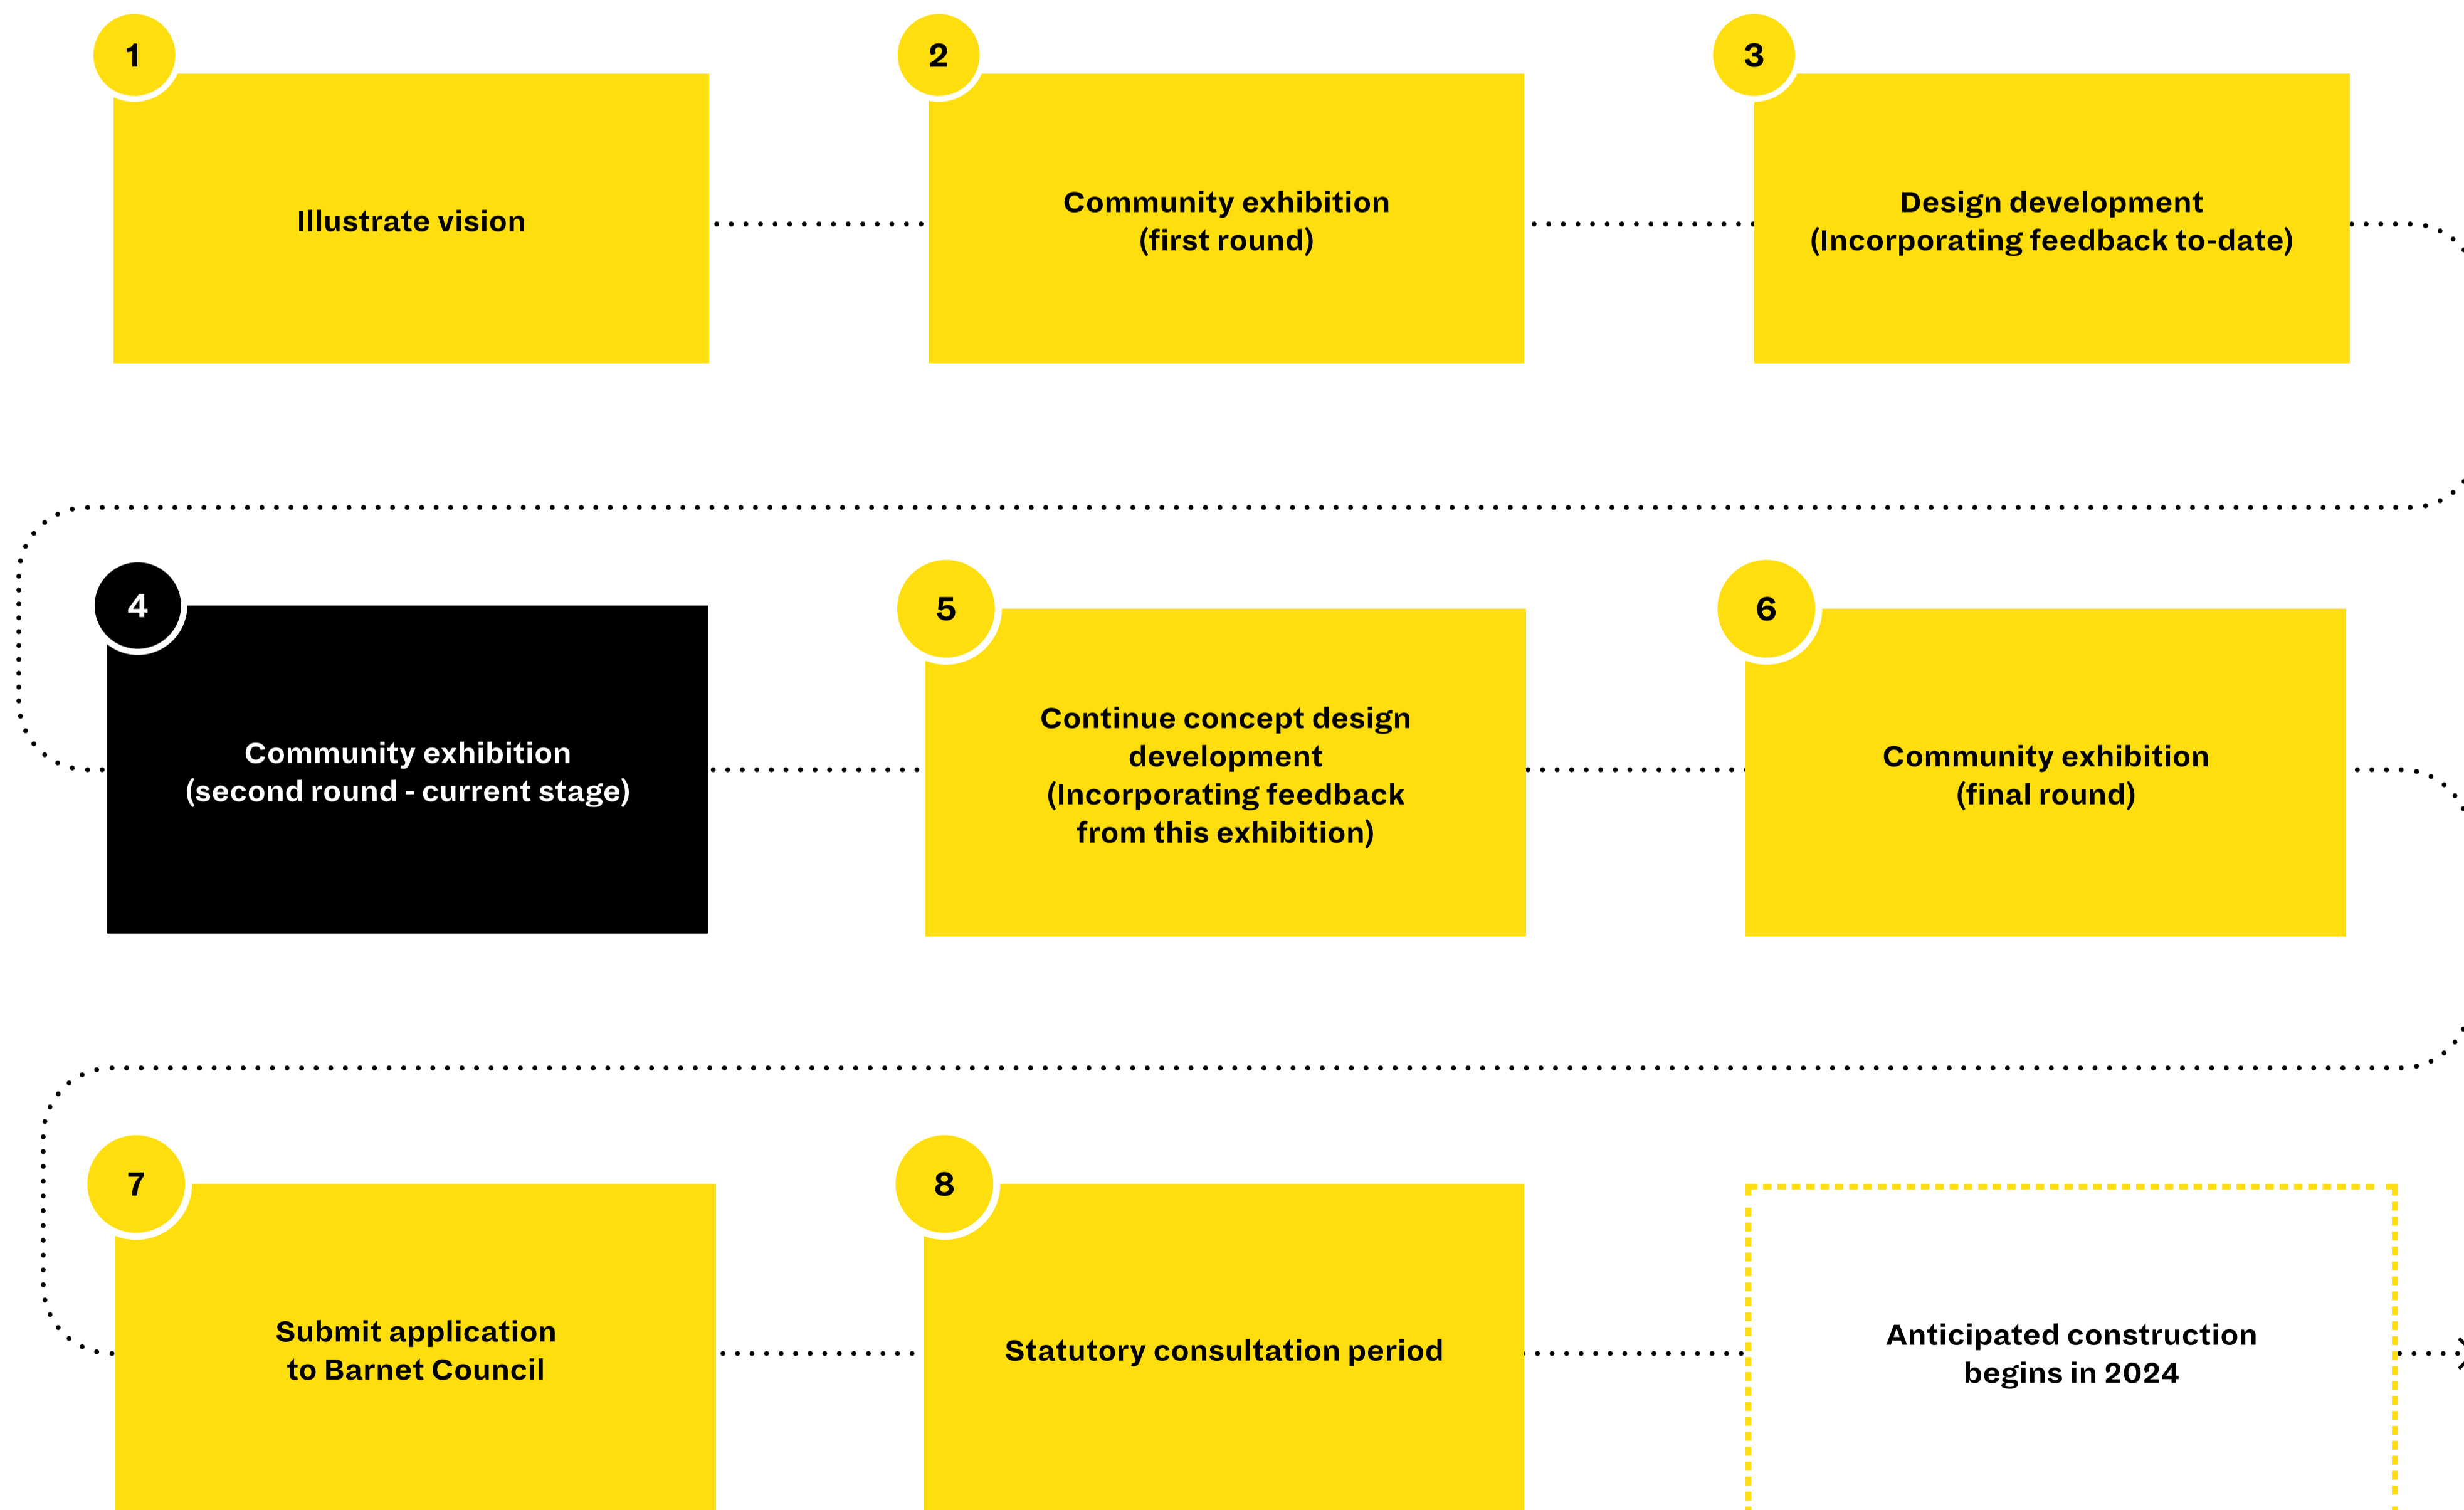 1
Illustrate vision
2
Community exhibition
(first round)
3
Design development
(Incorporating feedback to-date)
4
Community exhibition
(second round - current stage)
5
Continue concept design
development
(Incorporating feedback
from this exhibition)
6
Community exhibition
(final round)
7
Submit application
to Barnet Council
8
Statutory consultation period
Anticipated construction
begins in 2024